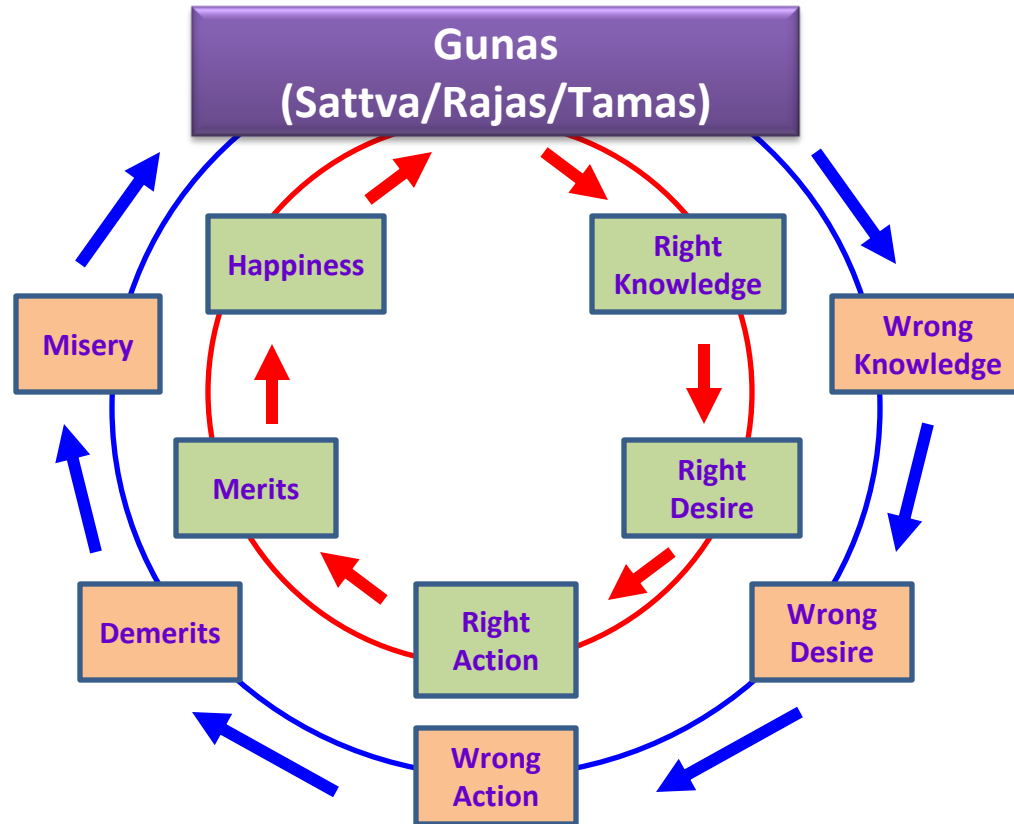 Gunas
(Sattva/Rajas/Tamas)
Happiness
Right
Knowledge
Misery
Wrong
Knowledge
Merits
Right
Desire
Demerits
Right
Action
Wrong
Desire
Wrong
Action